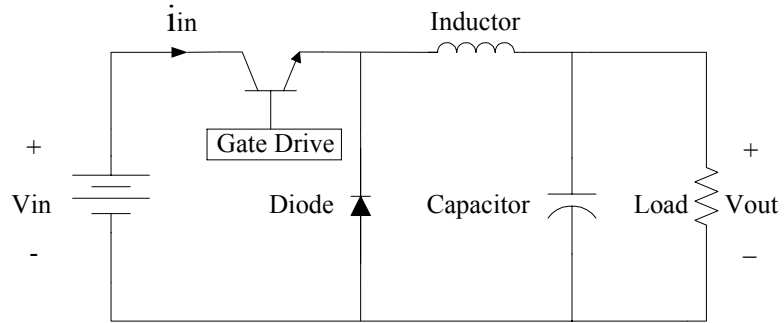 iin
Inductor
Gate Drive
+
Vin
-
Diode
Capacitor
Load
+
Vout
–